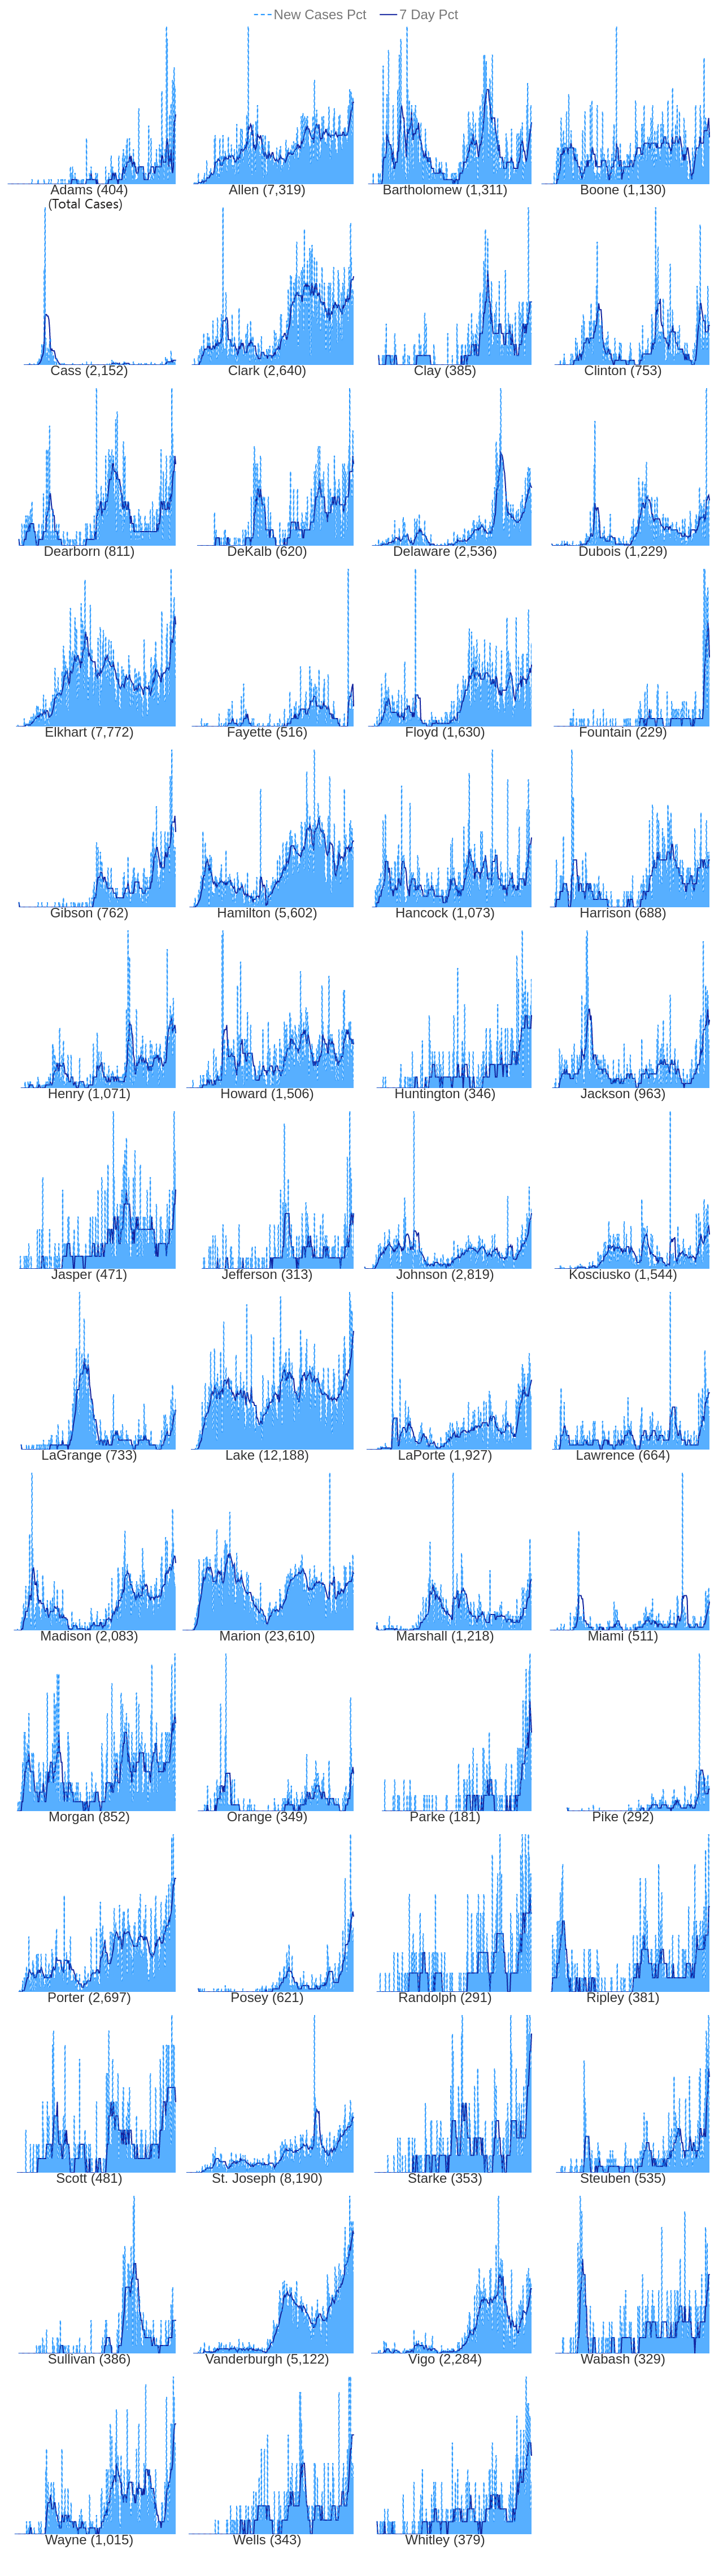 New Cases Pct 7 Day Pct
Adams (404) Allen (7,319) Bartholomew (1,311) Boone (1,130)
(Total Cases)
Cass (2,152) Clark (2,640) Clay (385) Clinton (753)
Dearborn (811) DeKalb (620) Delaware (2,536) Dubois (1,229)
Elkhart (7,772) Fayette (516) Floyd (1,630) Fountain (229)
Gibson (762) Hamilton (5,602) Hancock (1,073) Harrison (688)
Henry (1,071) Howard (1,506) Huntington (346) Jackson (963)
Jasper (471) Jefferson (313) Johnson (2,819) Kosciusko (1,544)
LaGrange (733) Lake (12,188) LaPorte (1,927) Lawrence (664)
Madison (2,083) Marion (23,610) Marshall (1,218) Miami (511)
Morgan (852) Orange (349) Parke (181) Pike (292)
Porter (2,697) Posey (621) Randolph (291) Ripley (381)
Scott (481) St. Joseph (8,190) Starke (353) Steuben (535)
Sullivan (386) Vanderburgh (5,122) Vigo (2,284) Wabash (329)
Wayne (1,015) Wells (343) Whitley (379)